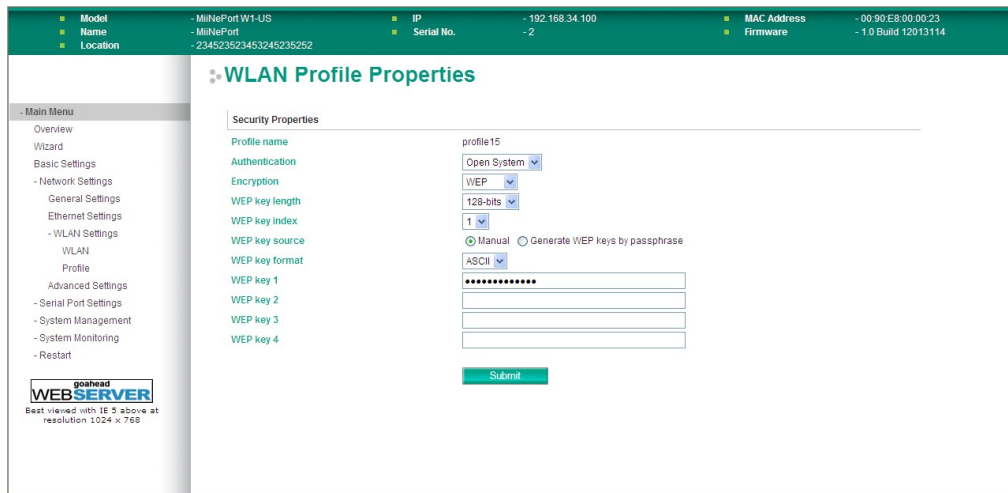 Model - MiiNePort W1-US IP - 192.168.34.100 MAC Address - 00:90:E8:00:00:23
Name - MiiNePort Serial No. - 2 Firmware - 1.0 Build 12013114
Location - 234523523453245235252
WLAN Profile Properties
- Main Menu
Overview
Wizard
Basic Settings
- Network Settings
General Settings
Ethernet Settings
- WLAN Settings
WLAN
Profile
Advanced Settings
- Serial Port Settings
- System Management
- System Monitoring
- Restart
goahead
WEBSERVER
Best viewed with IE 5 above at
resolution 1024 x 768
Security Properties
Profile name profile15
Authentication Open System
Encryption WEP
WEP key length 128-bits
WEP key index 1
WEP key source Manual Generate WEP keys by passphrase
WEP key format ASCII
WEP key 1 •••••••••••••
WEP key 2
WEP key 3
WEP key 4
Submit